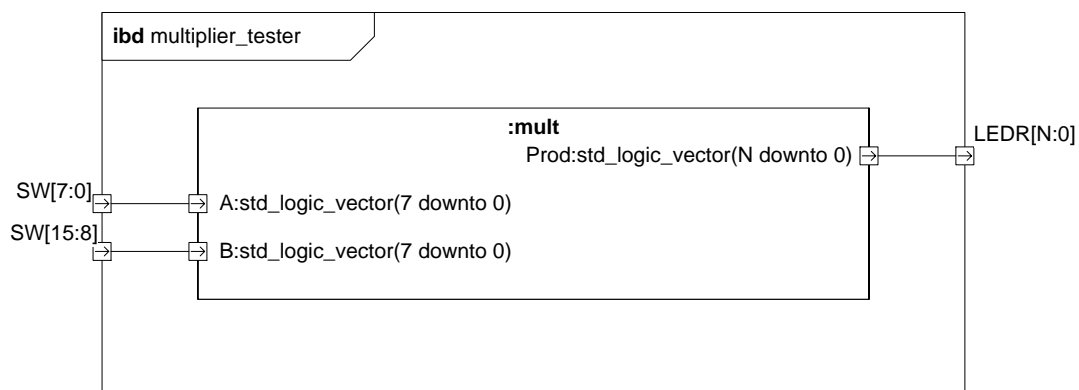 ibd multiplier_tester
:mult
Prod:std_logic_vector(N downto 0)
LEDR[N:0]
SW[7:0]
A:std_logic_vector(7 downto 0)
SW[15:8]
B:std_logic_vector(7 downto 0)